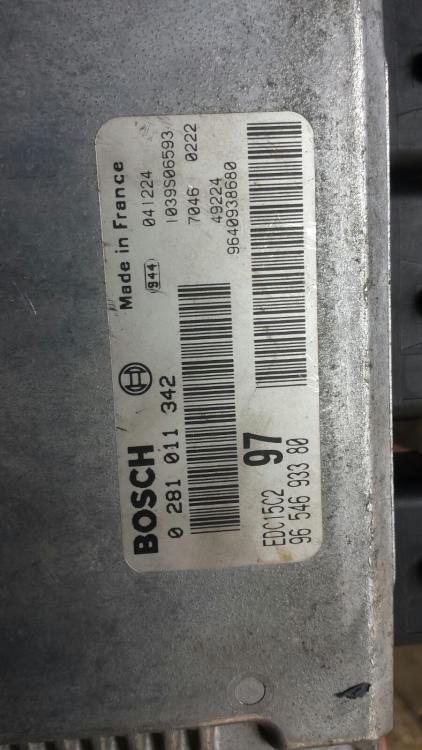 BOSCH
0 281 011 342
EDC15C2 97
96 546 933 80
Made in France
S44
041224
1039S06593
7046 0222
49224
9640938680